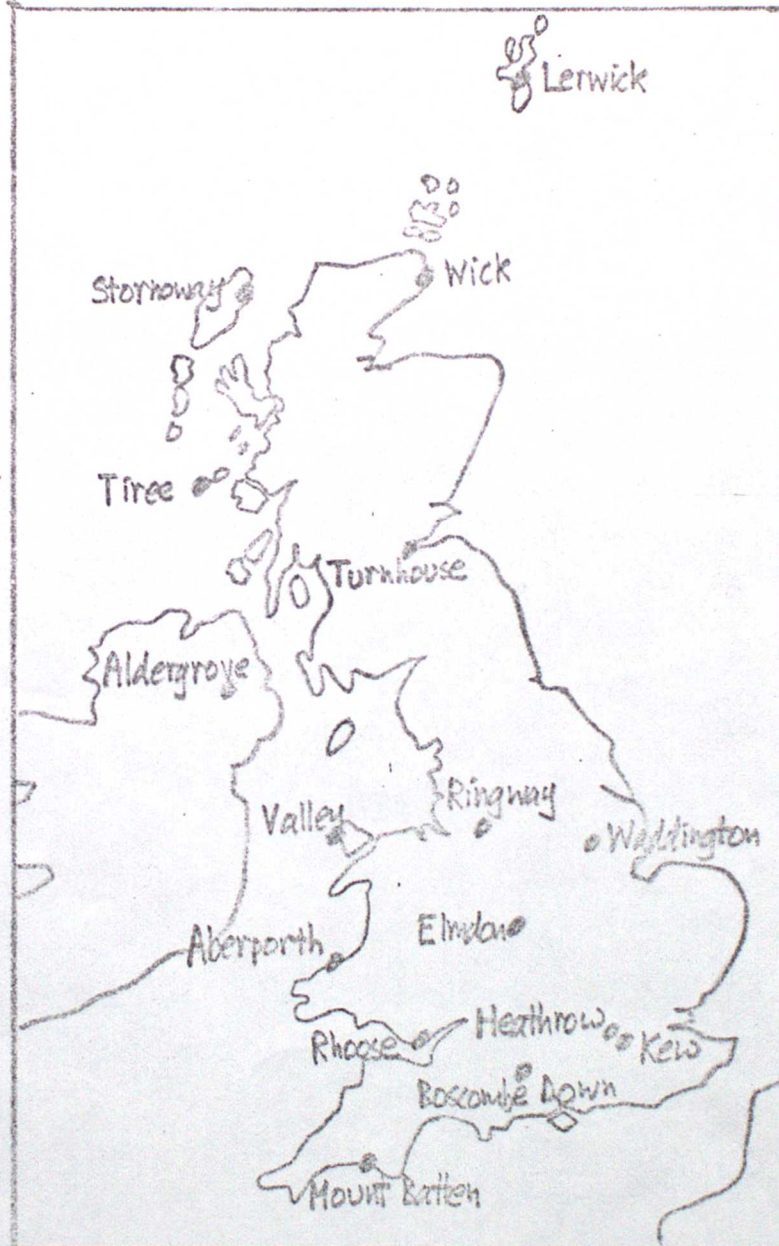 Lerwick
Wick
Stornoway
Tiree
Turnhouse
Aldergrove
Ringway
Valley
Waddington
Elmdon
Aberporth
Heathrow
Rhoose
Kew
Boscombe Down
Mount Batten